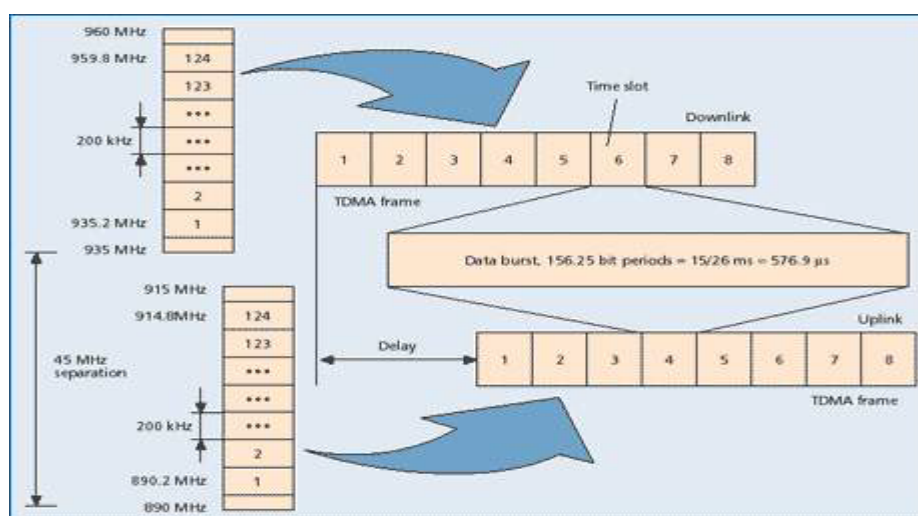 960 MHz
959.8 MHz
124
123
•••
200 kHz
•••
•••
2
935.2 MHz
1
935 MHz
Time slot
Downlink
1 2 3 4 5 6 7 8
TDMA frame
Data burst, 156.25 bit periods = 15/26 ms = 576.9 µs
915 MHz
914.8MHz
124
123
•••
•••
200 kHz
•••
2
890.2 MHz
1
890 MHz
45 MHz
separation
Delay
Uplink
1 2 3 4 5 6 7 8
TDMA frame